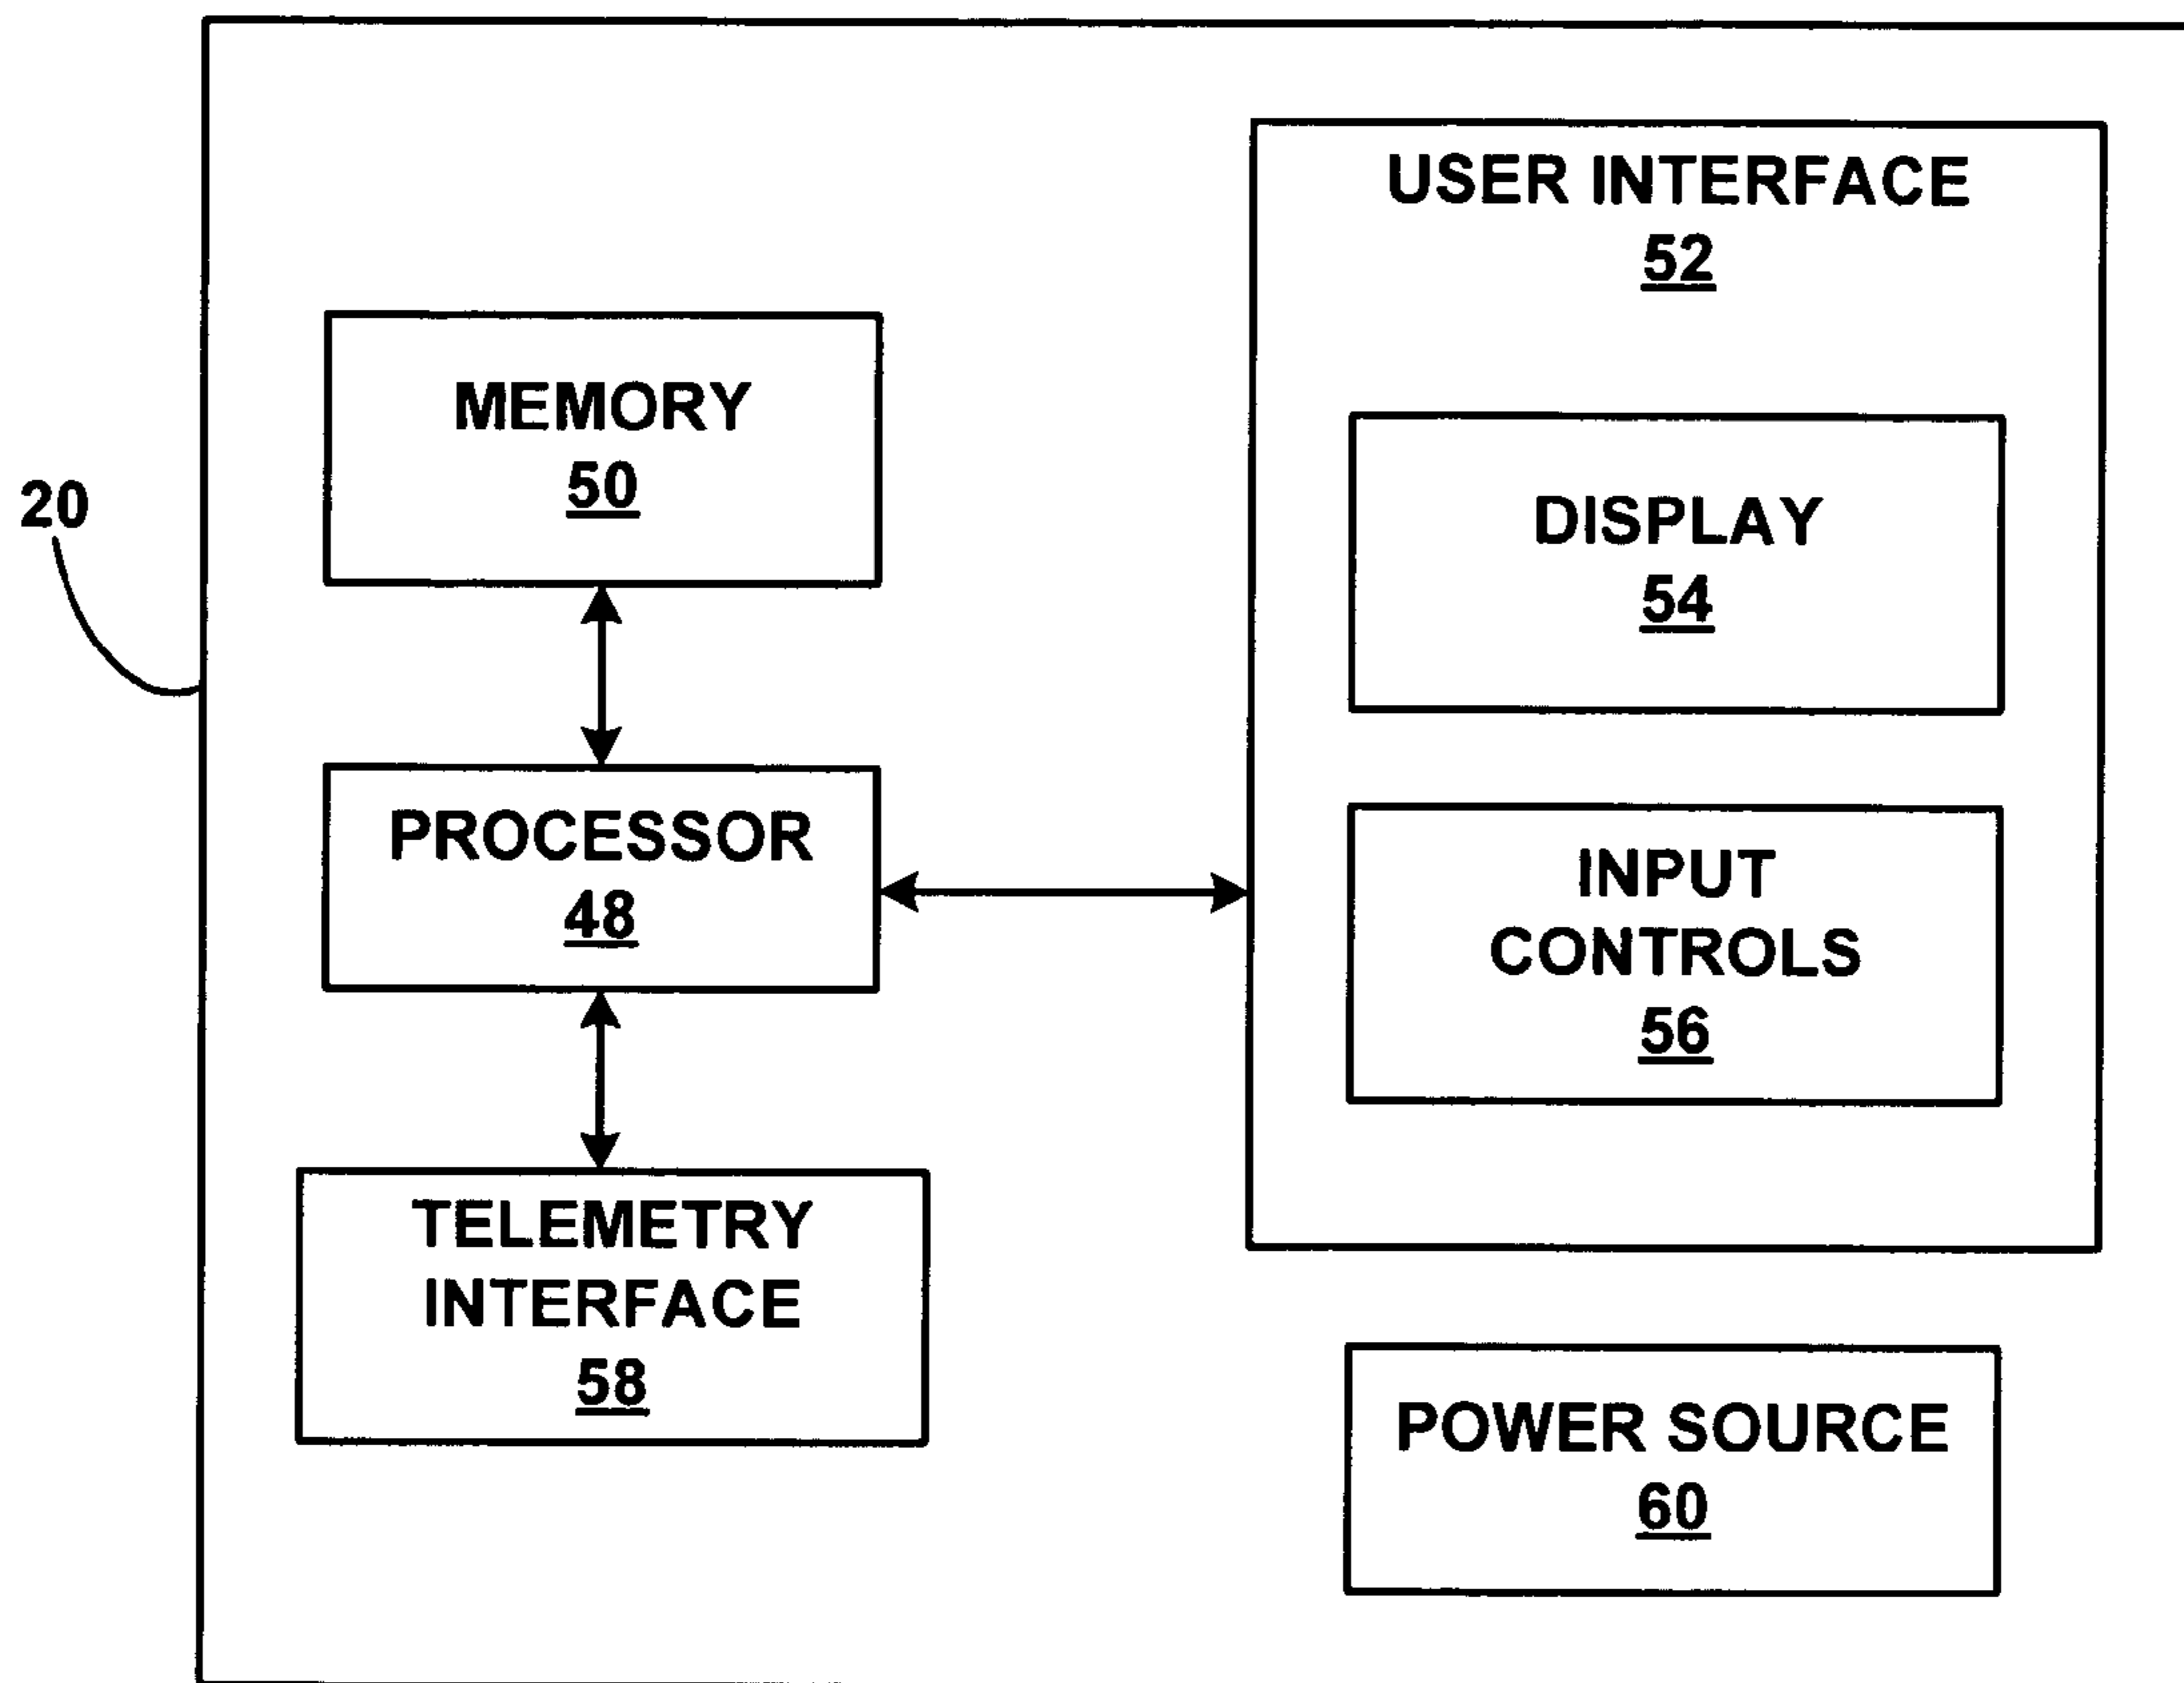 USER INTERFACE
52
MEMORY
50
DISPLAY
54
20
PROCESSOR
48
INPUT
CONTROLS
56
TELEMETRY
INTERFACE
58
POWER SOURCE
60